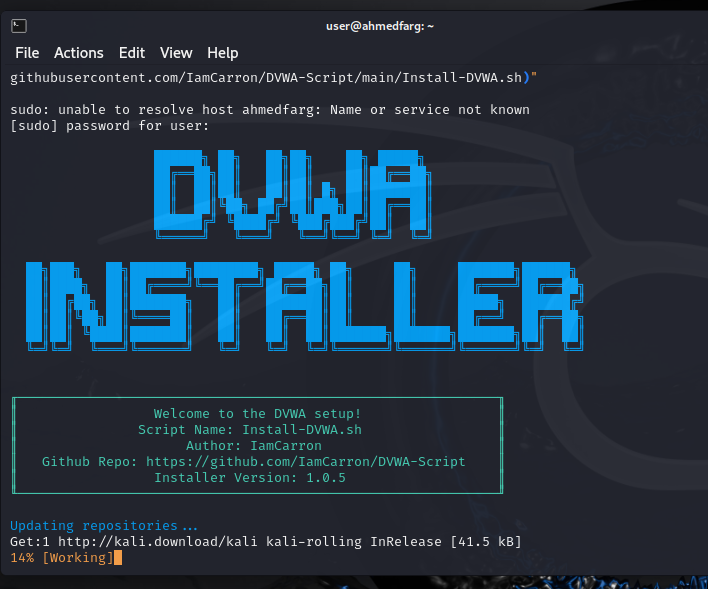 user@ahmedfarg: ~
File Actions Edit View Help
githubusercontent.com/IamCarron/DVWA-Script/main/Install-DVWA.sh)"
sudo: unable to resolve host ahmedfarg: Name or service not known
[sudo] password for user:
DVWA
INSTALLER
Welcome to the DVWA setup!
Script Name: Install-DVWA.sh
Author: IamCarron
Github Repo: https://github.com/IamCarron/DVWA-Script
Installer Version: 1.0.5
Updating repositories...
Get:1 http://kali.download/kali kali-rolling InRelease [41.5 kB]
14% [Working]